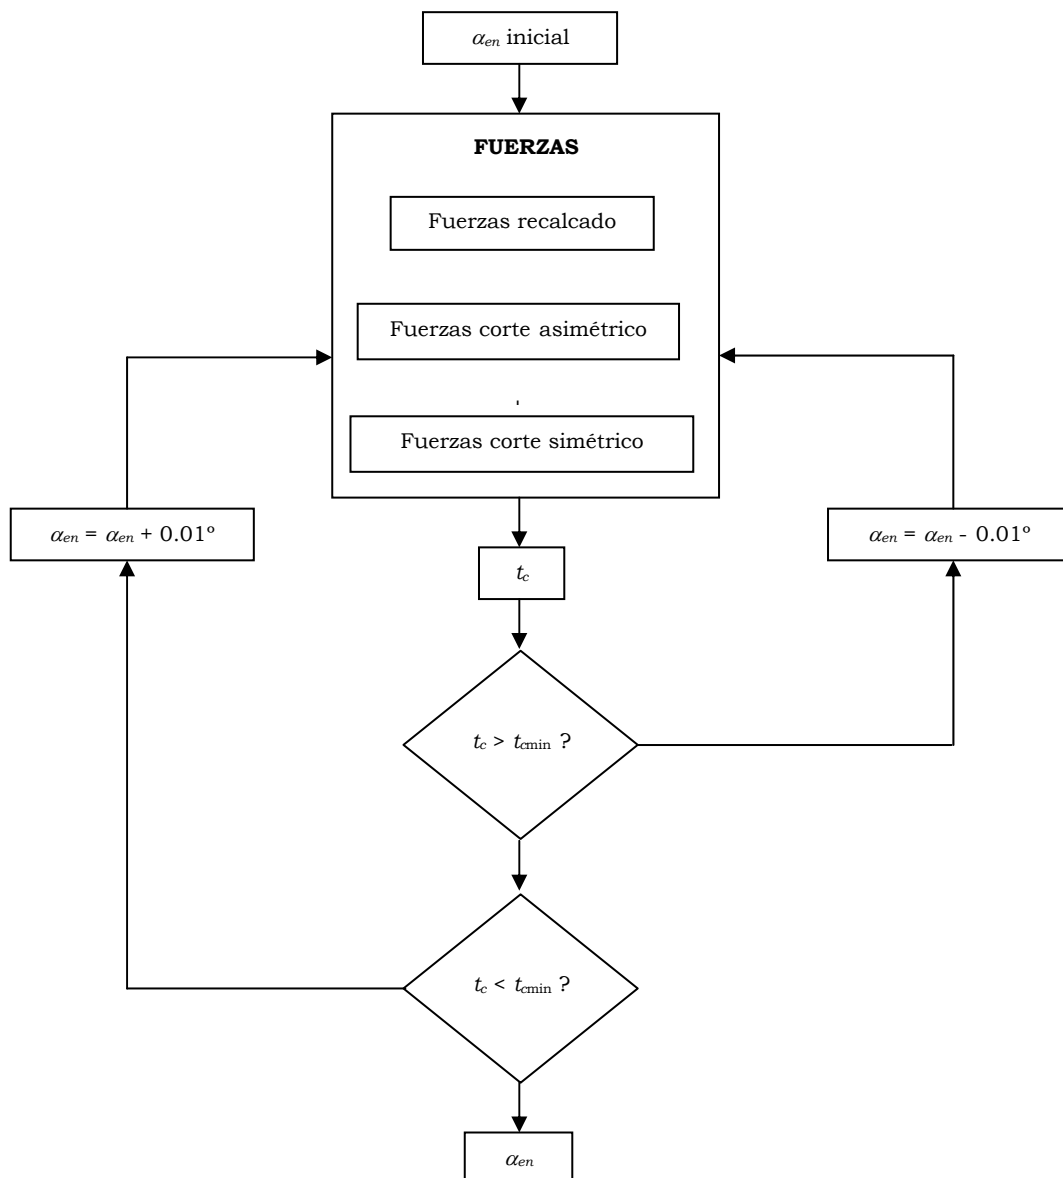 αen inicial
FUERZAS
Fuerzas recalcado
Fuerzas corte asimétrico
Fuerzas corte simétrico
αen = αen + 0.01º
αen = αen - 0.01º
tc
tc > tcmin ?
tc < tcmin ?
αen